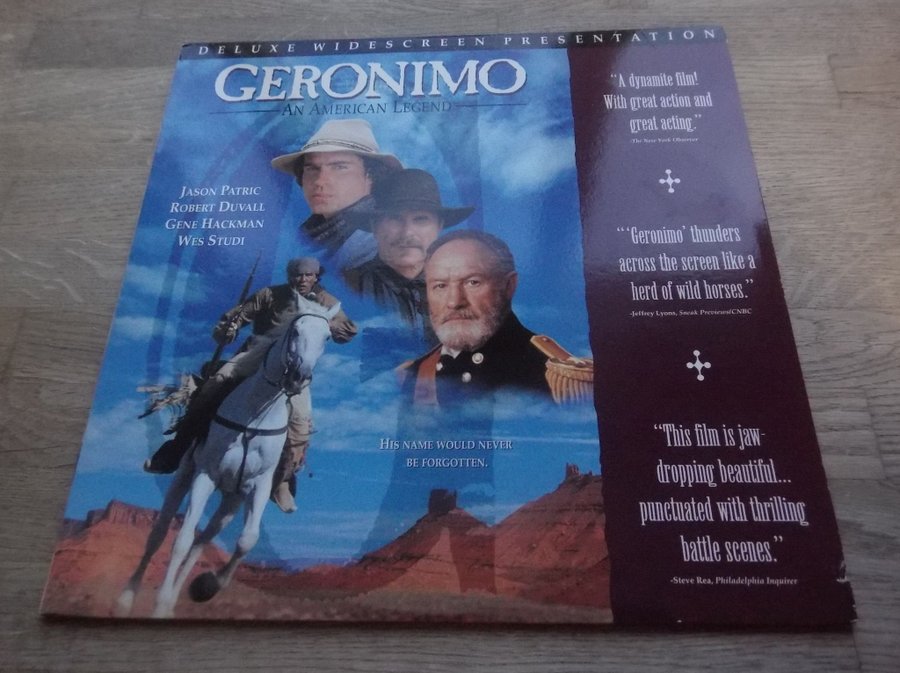 DELUXE WIDESCREEN PRESENTATION
GERONIMO
AN AMERICAN LEGEND
JASON PATRIC
ROBERT DUVALL
GENE HACKMAN
WES STUDI
HIS NAME WOULD NEVER
BE FORGOTTEN.
“A dynamite film!
With great action and
great acting.”
-The New York Observer
“‘Geronimo’ thunders
across the screen like a
herd of wild horses.”
-Jeffrey Lyons, Sneak Previews/CNBC
“This film is jaw-
dropping beautiful...
punctuated with thrilling
battle scenes.”
-Steve Rea, Philadelphia Inquirer